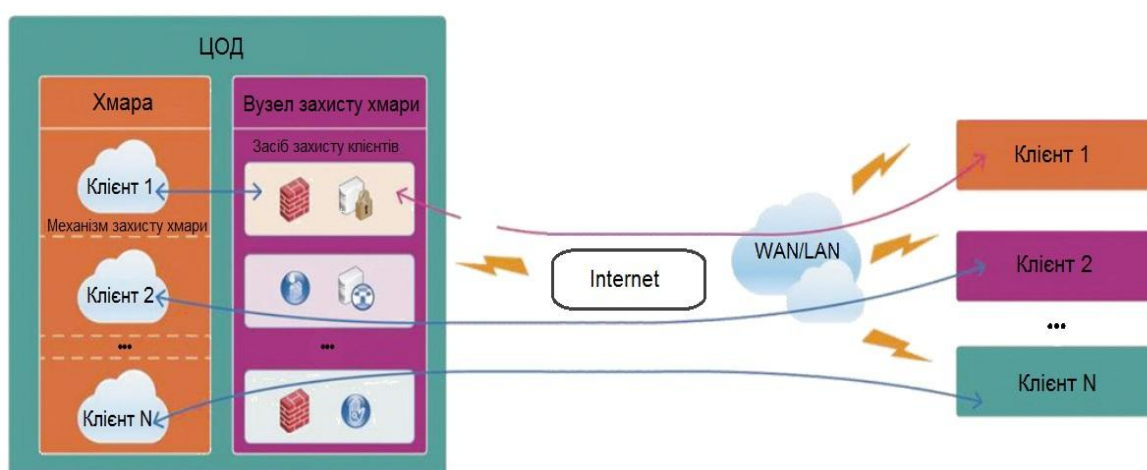 ЦОД
Хмара
Вузел захисту хмари
Засіб захисту клієнтів
Клієнт 1
Механізм захисту хмари
Клієнт 2
...
...
Клієнт N
Internet
WAN/LAN
Клієнт 1
Клієнт 2
...
Клієнт N